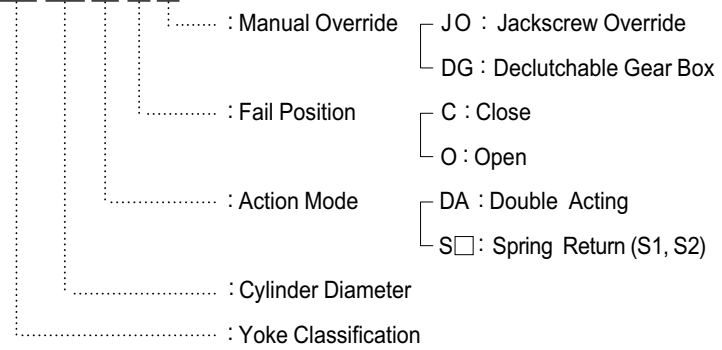 : Manual Override JO : Jackscrew Override
DG : Declutchable Gear Box
: Fail Position C : Close
O : Open
: Action Mode DA : Double Acting
S□ : Spring Return (S1, S2)
: Cylinder Diameter
: Yoke Classification